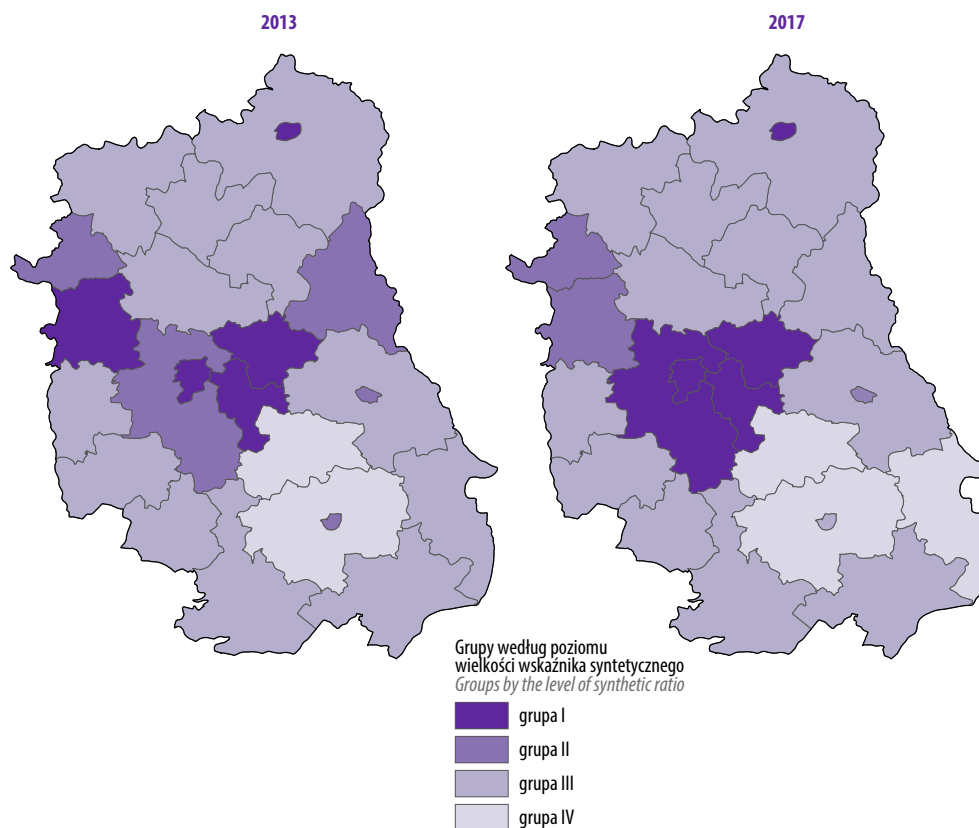 2013
2017
Grupy według poziomu
wielkości wskaźnika syntetycznego
Groups by the level of synthetic ratio
grupa I
grupa II
grupa III
grupa IV